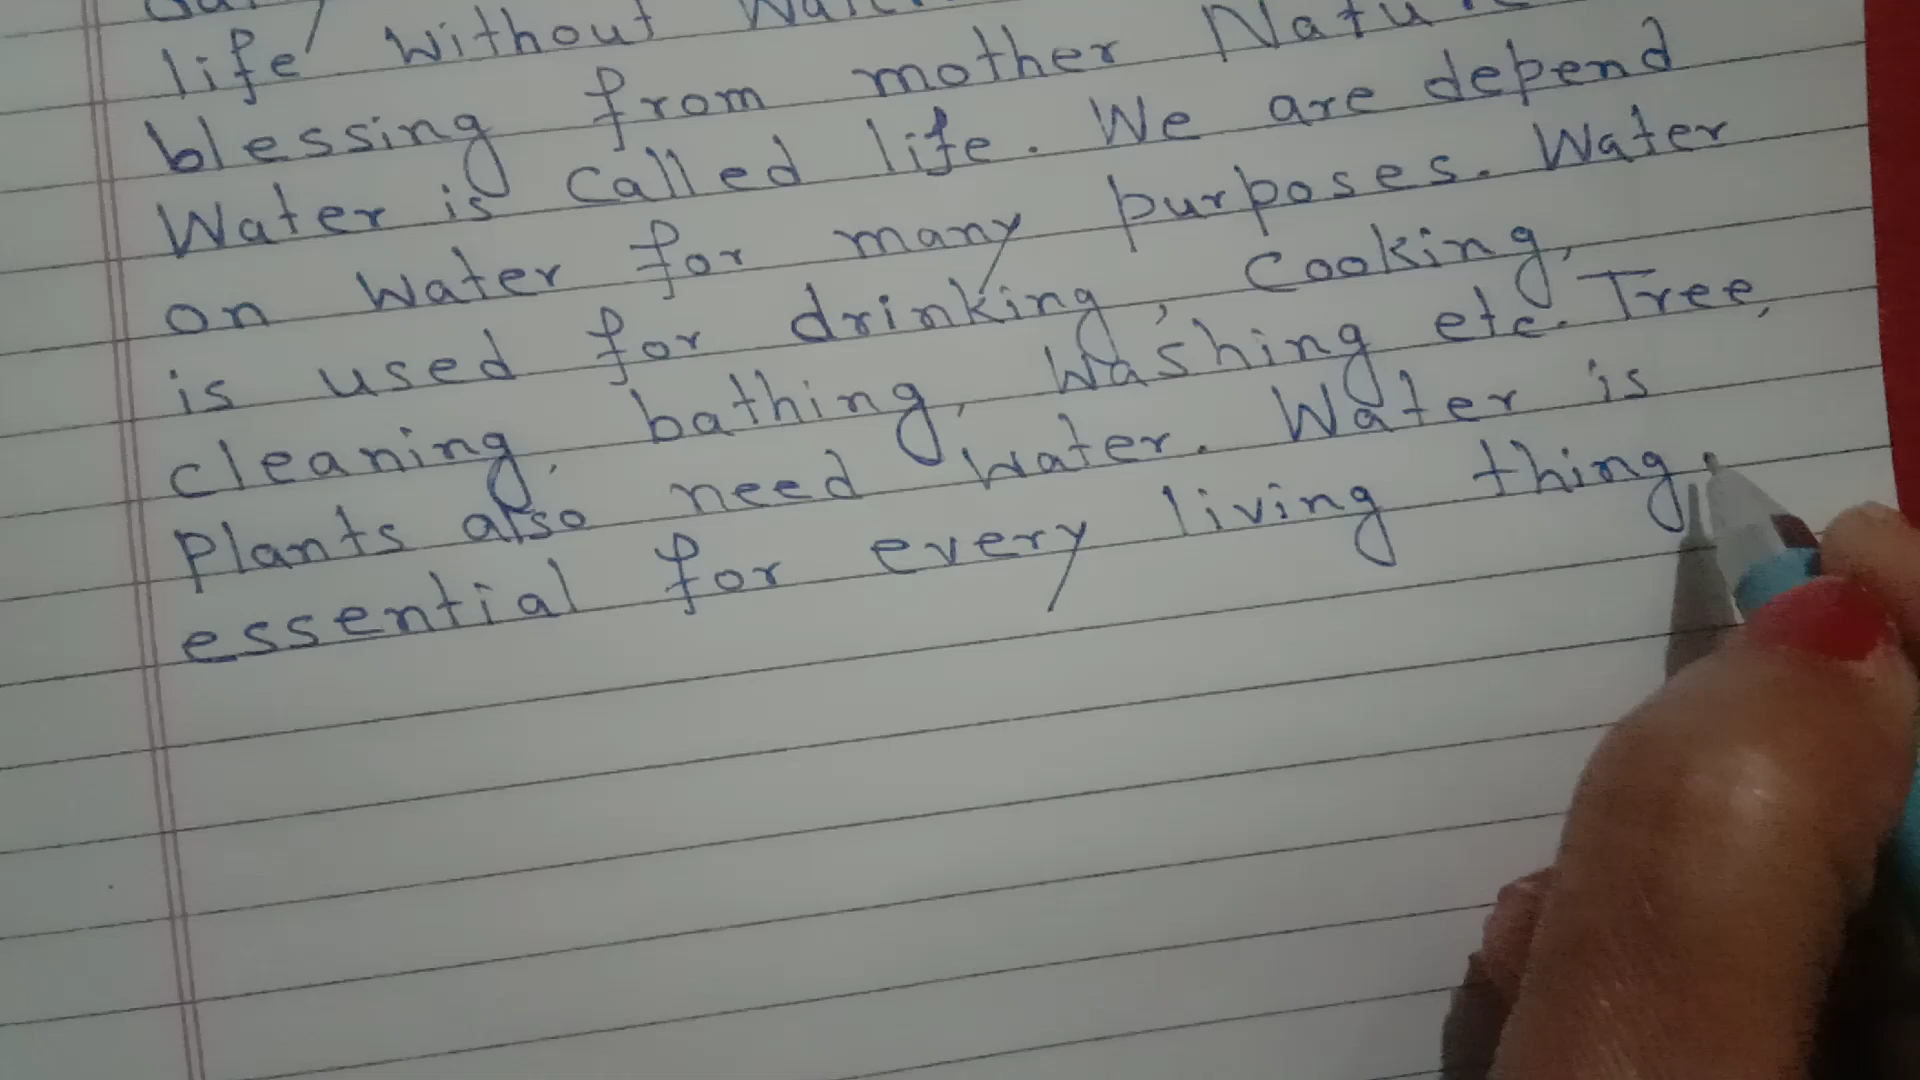 life without
blessing from mother
Water is called life. We are depend
on water for many purposes. Water
is used for drinking, cooking,
cleaning, bathing, washing etc. Tree,
Plants also need water. Water is
essential for every living thing.